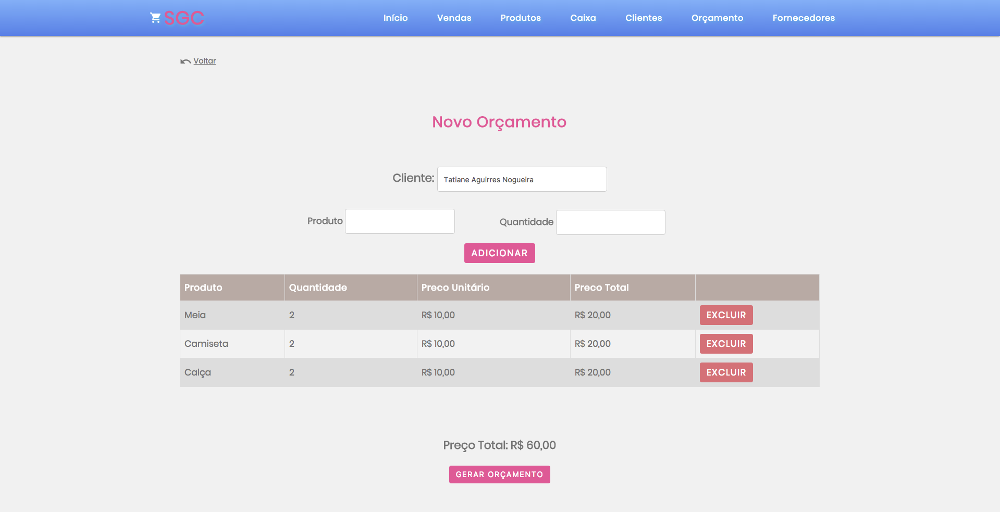 SGC Início Vendas Produtos Caixa Clientes Orçamento Fornecedores
Voltar
Novo Orçamento
Cliente: Tatiane Aguirres Nogueira
Produto Quantidade
ADICIONAR
Produto Quantidade Preco Unitário Preco Total
Meia 2 R$ 10,00 R$ 20,00 EXCLUIR
Camiseta 2 R$ 10,00 R$ 20,00 EXCLUIR
Calça 2 R$ 10,00 R$ 20,00 EXCLUIR
Preço Total: R$ 60,00
GERAR ORÇAMENTO